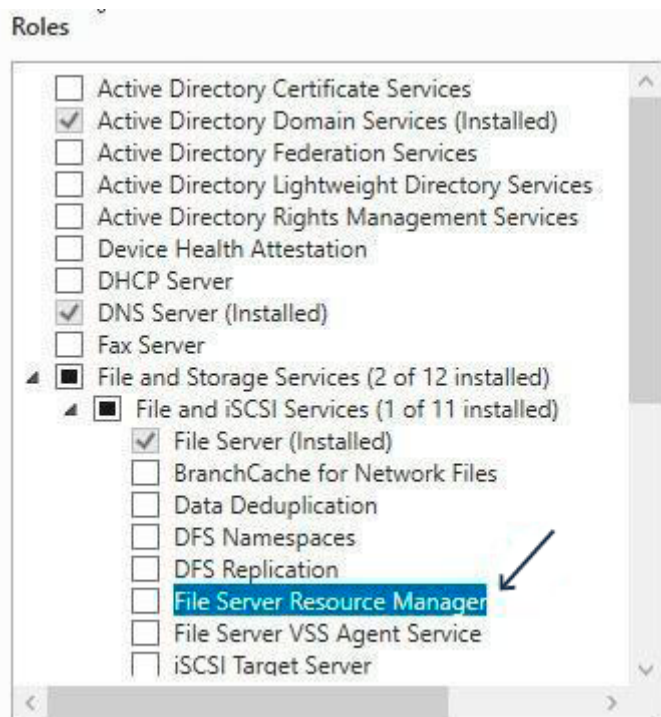 Roles
Active Directory Certificate Services
Active Directory Domain Services (Installed)
Active Directory Federation Services
Active Directory Lightweight Directory Services
Active Directory Rights Management Services
Device Health Attestation
DHCP Server
DNS Server (Installed)
Fax Server
File and Storage Services (2 of 12 installed)
File and iSCSI Services (1 of 11 installed)
File Server (Installed)
BranchCache for Network Files
Data Deduplication
DFS Namespaces
DFS Replication
File Server Resource Manager
File Server VSS Agent Service
iSCSI Target Server